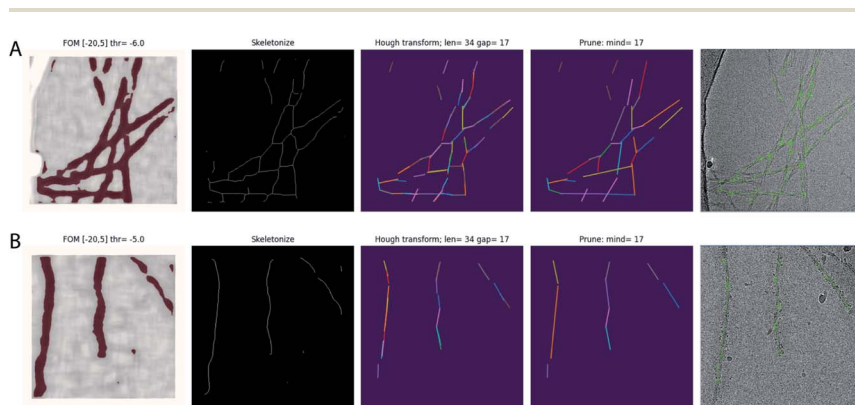 A
FOM [-20,5] thr= -6.0
Skeletonize
Hough transform; len= 34 gap= 17
Prune: mind= 17
B
FOM [-20,5] thr= -5.0
Skeletonize
Hough transform; len= 34 gap= 17
Prune: mind= 17